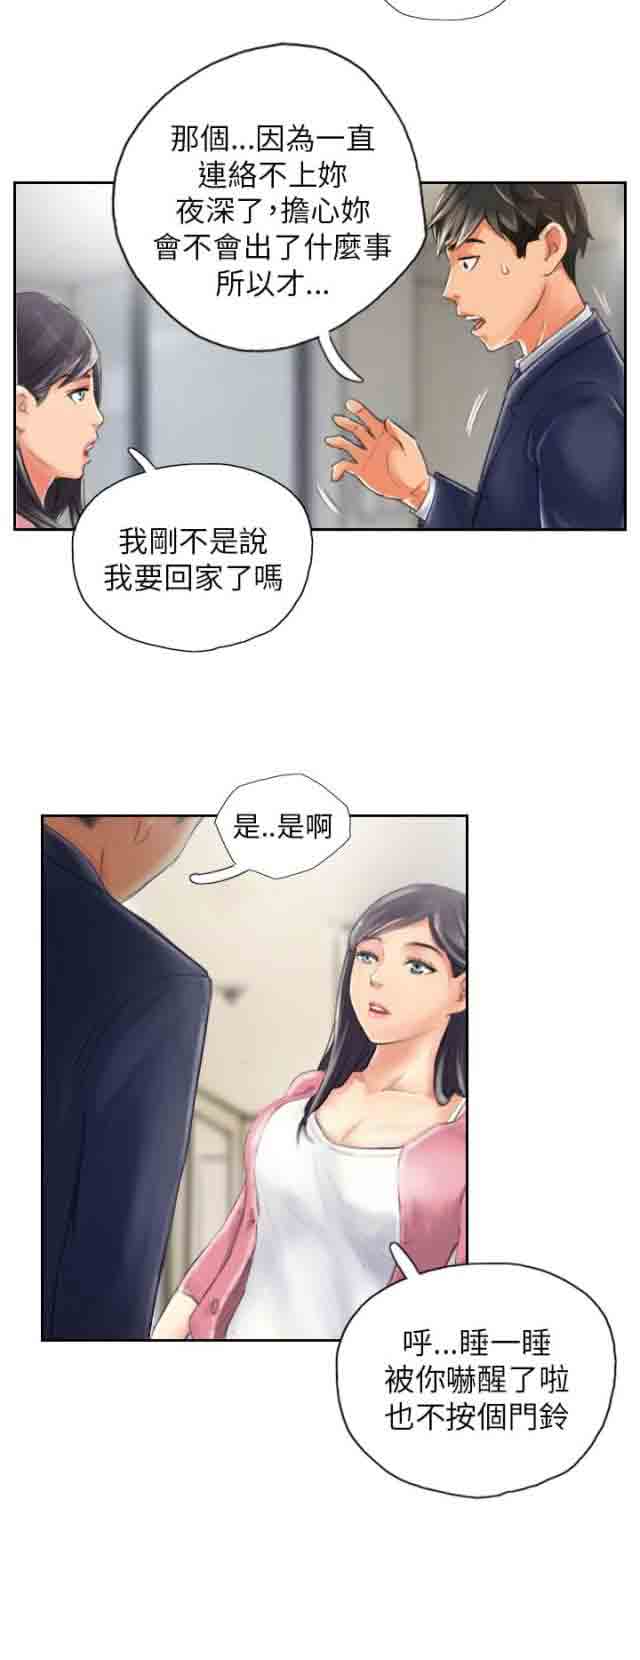 那個...因為一直
連絡不上妳
夜深了,擔心妳
會不會出了什麼事
所以才...
我剛不是說
我要回家了嗎
是..是啊
呼...睡一睡
被你嚇醒了啦
也不按個門鈴